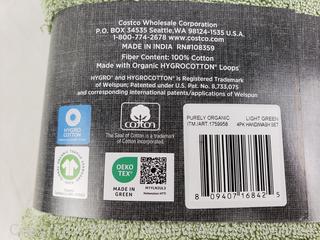 Costco Wholesale Corporation
P.O. BOX 34535 Seattle, WA 98124-1535 U.S.A.
1-800-774-2678 www.costco.com
MADE IN INDIA RN#108359
Fiber Content: 100% Cotton
Made with Organic HYGROCOTTON® Loops
HYGRO® and HYGROCOTTON® is Registered Trademark
of Welspun; Patented under U.S. Pat. No. 8,733,075
and corresponding international patents/applications of Welspun
HYGRO
COTTON
cotton
The Seal of Cotton is a trademark
of Cotton Incorporated.
OEKO
TEX®
MADE IN
GREEN
PURELY ORGANIC LIGHT GREEN
ITM./ART.1759958 4PK HANDWASH SET
8 09407 16842 5